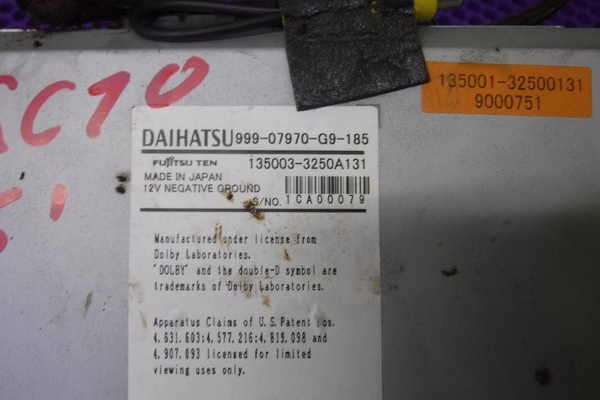 135001-32500131
9000751
DAIHATSU 999-07970-G9-185
FUJITSU TEN 135003-3250A131
MADE IN JAPAN
12V NEGATIVE GROUND
S/NO. 1CA00079
Manufactured under license from
Dolby Laboratories.
"DOLBY" and the double-D symbol are
trademarks of Dolby Laboratories.
Apparatus Claims of U.S. Patent
4,631,603;4,577,216;4,819,098 and
4,907,093 licensed for limited
viewing uses only.